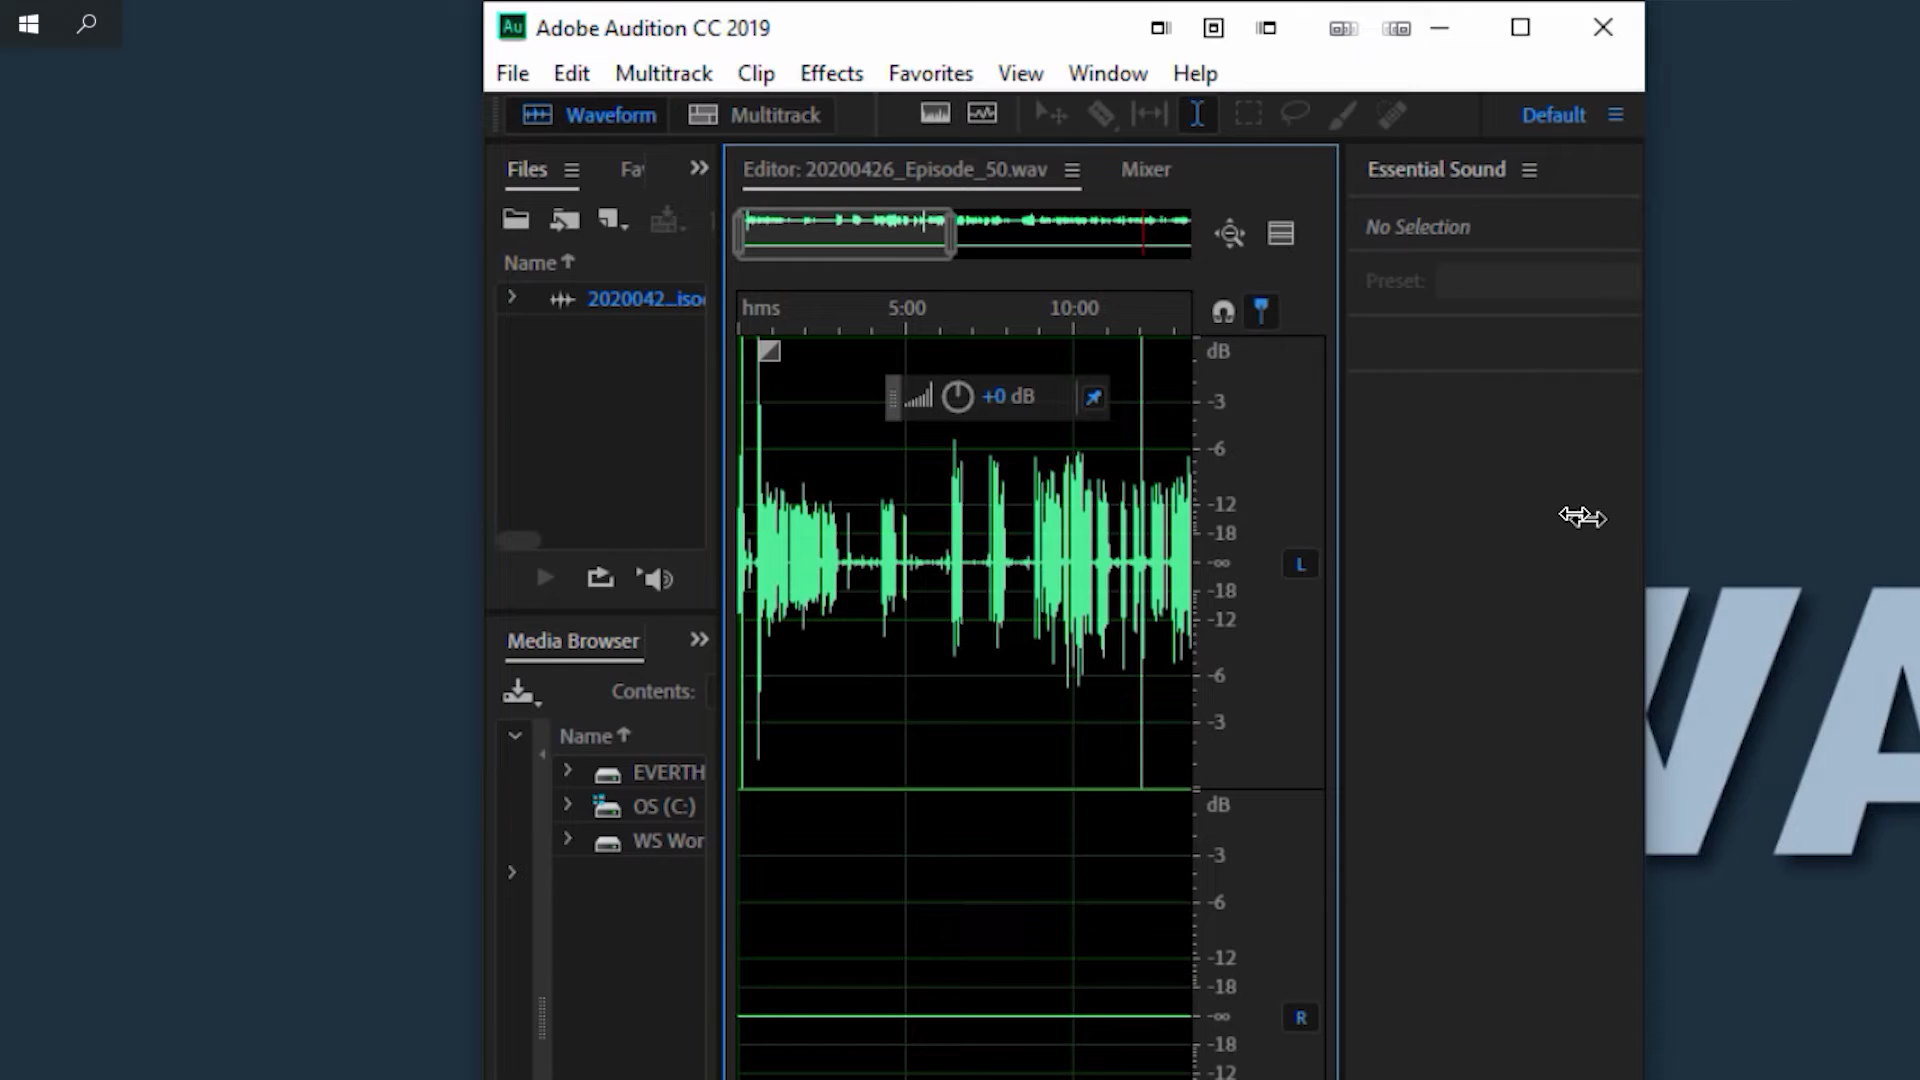 Au Adobe Audition CC 2019
File Edit Multitrack Clip Effects Favorites View Window Help
Waveform Multitrack Default
Files Fa Editor: 20200426_Episode_50.wav Mixer Essential Sound
No Selection
Name
Preset:
2020042_iso
hms 5:00 10:00
dB
+0 dB
-3
-6
-12
-18
-∞
L
-18
-12
-6
-3
Media Browser
Contents:
Name
EVERTH
OS (C:)
WS Wor
dB
-3
-6
-12
-18
-∞
R
-18
-12
VA